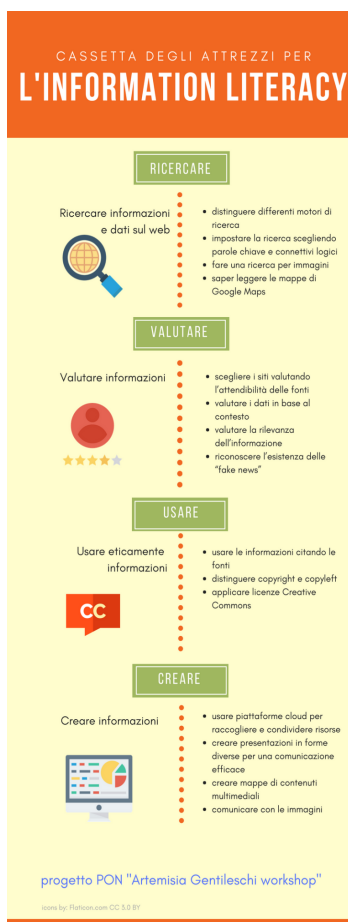 CASSETTA DEGLI ATTREZZI PER
L'INFORMATION LITERACY
RICERCARE
Ricercare informazioni
e dati sul web
distinguere differenti motori di
ricerca
impostare la ricerca scegliendo
parole chiave e connettivi logici
fare una ricerca per immagini
saper leggere le mappe di
Google Maps
VALUTARE
Valutare informazioni
scegliere i siti valutando
l'attendibilità delle fonti
valutare i dati in base al
contesto
valutare la rilevanza
dell'informazione
riconoscere l'esistenza delle
"fake news"
USARE
Usare eticamente
informazioni
CC
usare le informazioni citando le
fonti
distinguere copyright e copyleft
applicare licenze Creative
Commons
CREARE
Creare informazioni
usare piattaforme cloud per
raccogliere e condividere risorse
creare presentazioni in forme
diverse per una comunicazione
efficace
creare mappe di contenuti
multimediali
comunicare con le immagini
progetto PON "Artemisia Gentileschi workshop"
icons by: Flaticon.com CC 3.0 BY